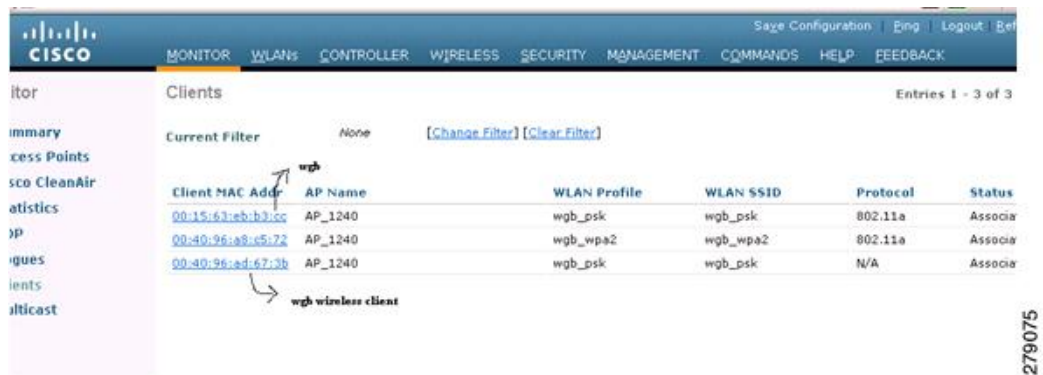 Save Configuration | Ping | Logout | Ref
CISCO MONITOR WLANs CONTROLLER WIRELESS SECURITY MANAGEMENT COMMANDS HELP FEEDBACK
itor
Clients
Entries 1 - 3 of 3
mmary
Current Filter None [Change Filter] [Clear Filter]
cess Points
wgb
sco CleanAir
Client MAC Addr AP Name WLAN Profile WLAN SSID Protocol Status
atistics
00:15:63:eb:b3:cc AP_1240 wgb_psk wgb_psk 802.11a Associa
DP
00:40:96:a8:c5:72 AP_1240 wgb_wpa2 wgb_wpa2 802.11a Associa
gues
00:40:96:ad:67:3b AP_1240 wgb_psk wgb_psk N/A Associa
ients
wgb wireless client
ulticast
279075